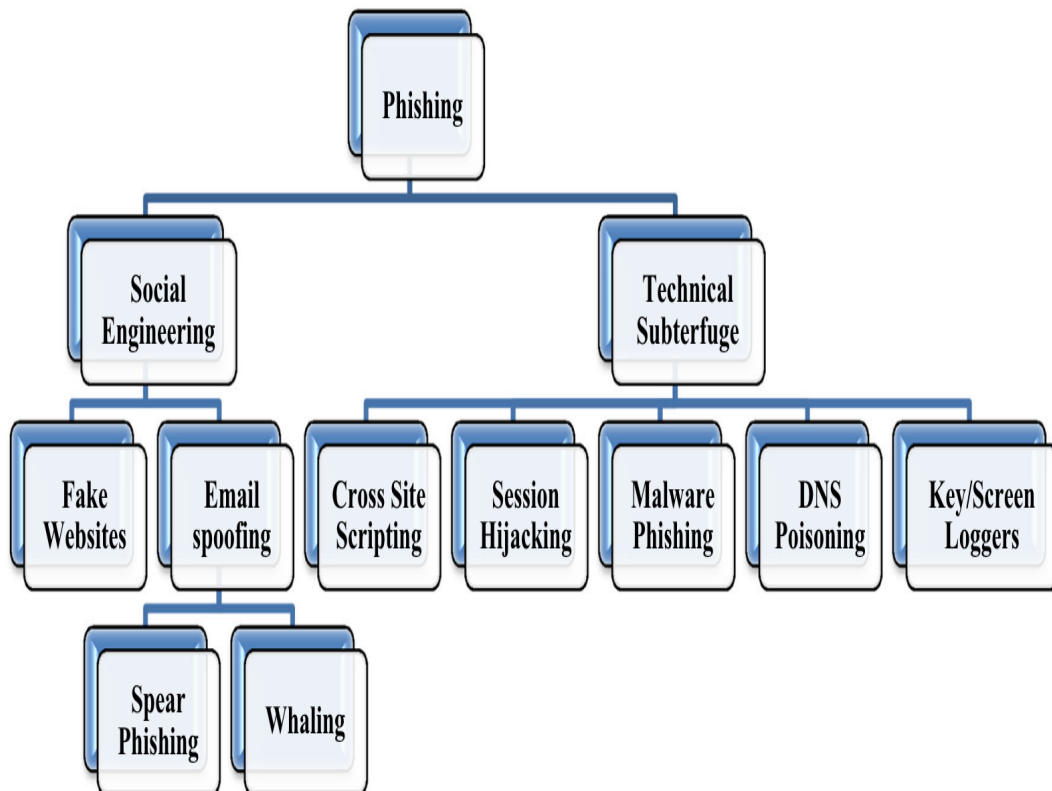 Phishing
Social
Engineering
Technical
Subterfuge
Fake
Websites
Email
spoofing
Cross Site
Scripting
Session
Hijacking
Malware
Phishing
DNS
Poisoning
Key/Screen
Loggers
Spear
Phishing
Whaling